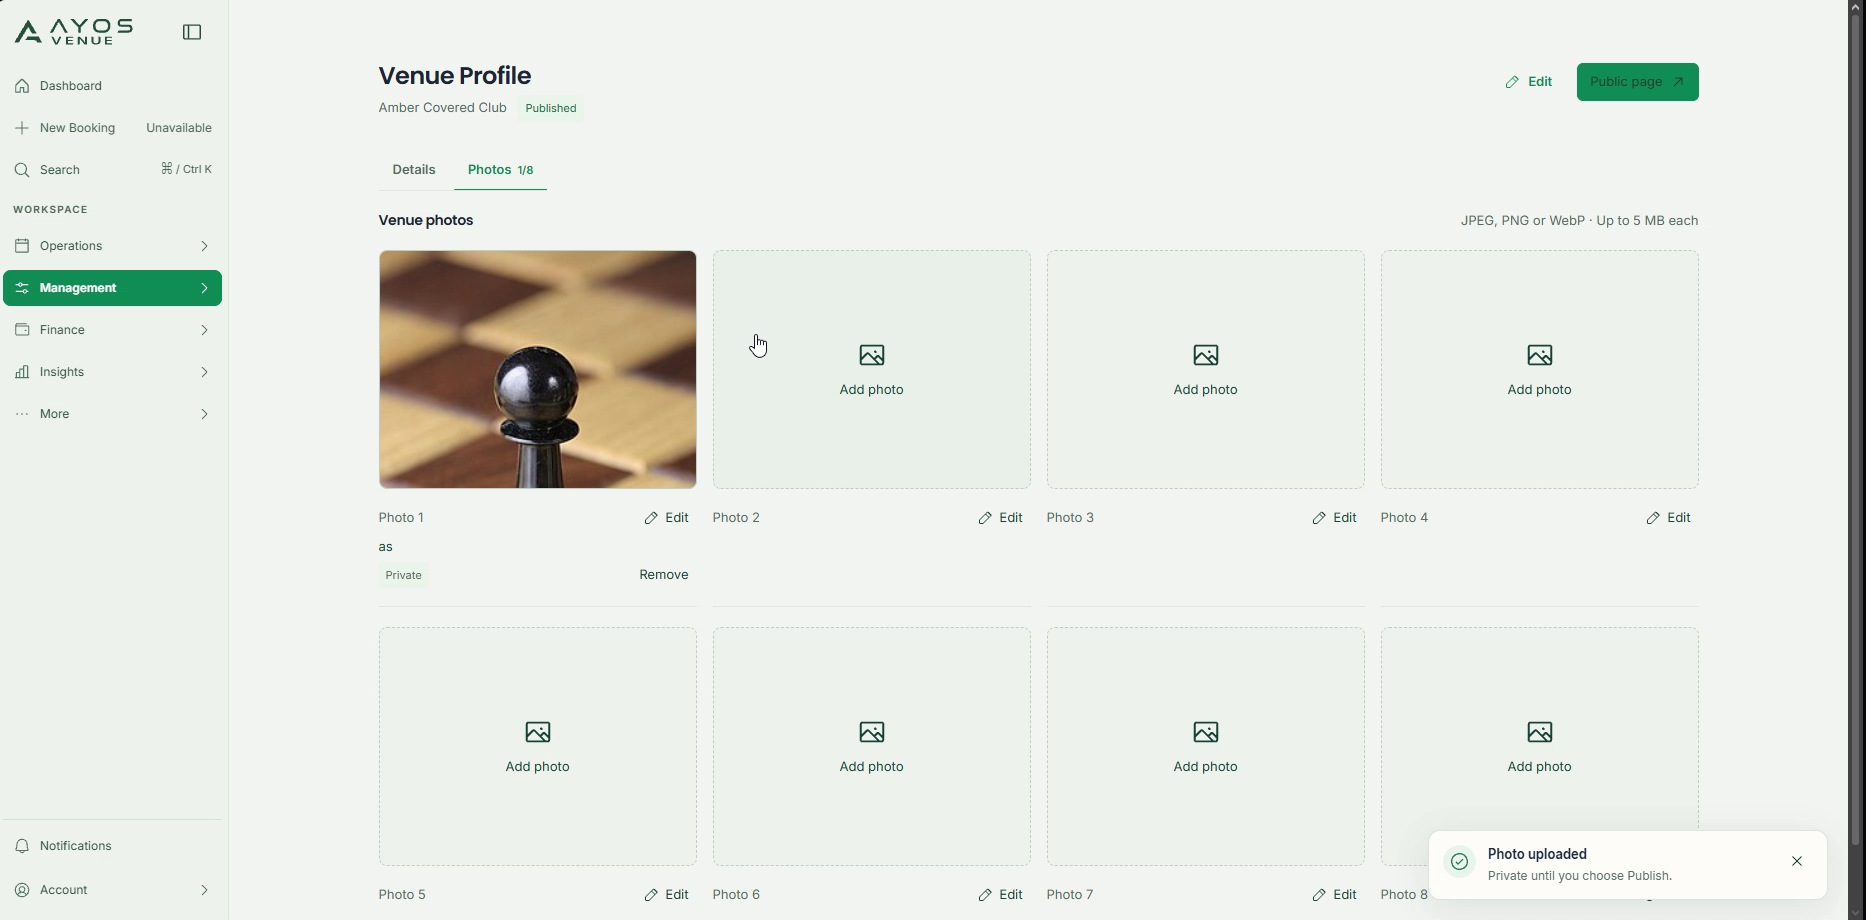 AYOS
VENUE
Dashboard
New Booking Unavailable
Search ⌘ / Ctrl K
WORKSPACE
Operations
Management
Finance
Insights
More
Notifications
Account
Venue Profile
Amber Covered Club Published
Edit
Public page
Details Photos 1/8
Venue photos JPEG, PNG or WebP · Up to 5 MB each
Add photo Add photo Add photo
Photo 1 Edit Photo 2 Edit Photo 3 Edit Photo 4 Edit
as
Private Remove
Add photo Add photo Add photo Add photo
Photo 5 Edit Photo 6 Edit Photo 7 Edit Photo 8
Photo uploaded
Private until you choose Publish.